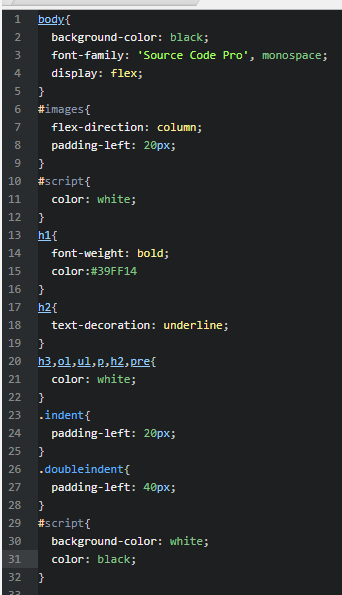 1 body{
2   background-color: black;
3   font-family: 'Source Code Pro', monospace;
4   display: flex;
5 }
6 #images{
7   flex-direction: column;
8   padding-left: 20px;
9 }
10 #script{
11   color: white;
12 }
13 h1{
14   font-weight: bold;
15   color:#39FF14
16 }
17 h2{
18   text-decoration: underline;
19 }
20 h3,ol,ul,p,h2,pre{
21   color: white;
22 }
23 .indent{
24   padding-left: 20px;
25 }
26 .doubleindent{
27   padding-left: 40px;
28 }
29 #script{
30   background-color: white;
31   color: black;
32 }
33